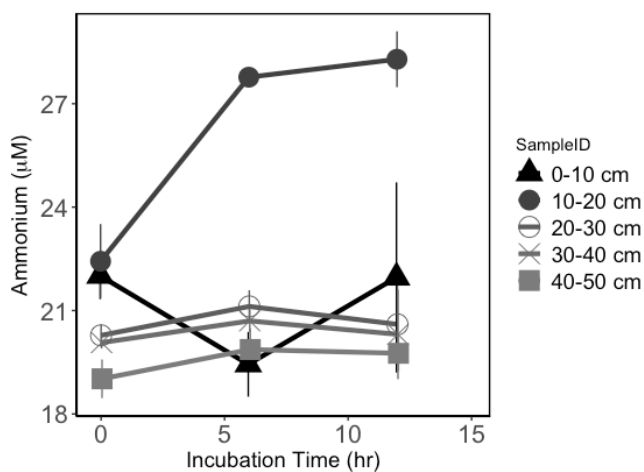 27
24
21
18
Ammonium (μM)
0
5
10
15
Incubation Time (hr)
SampleID
0-10 cm
10-20 cm
20-30 cm
30-40 cm
40-50 cm